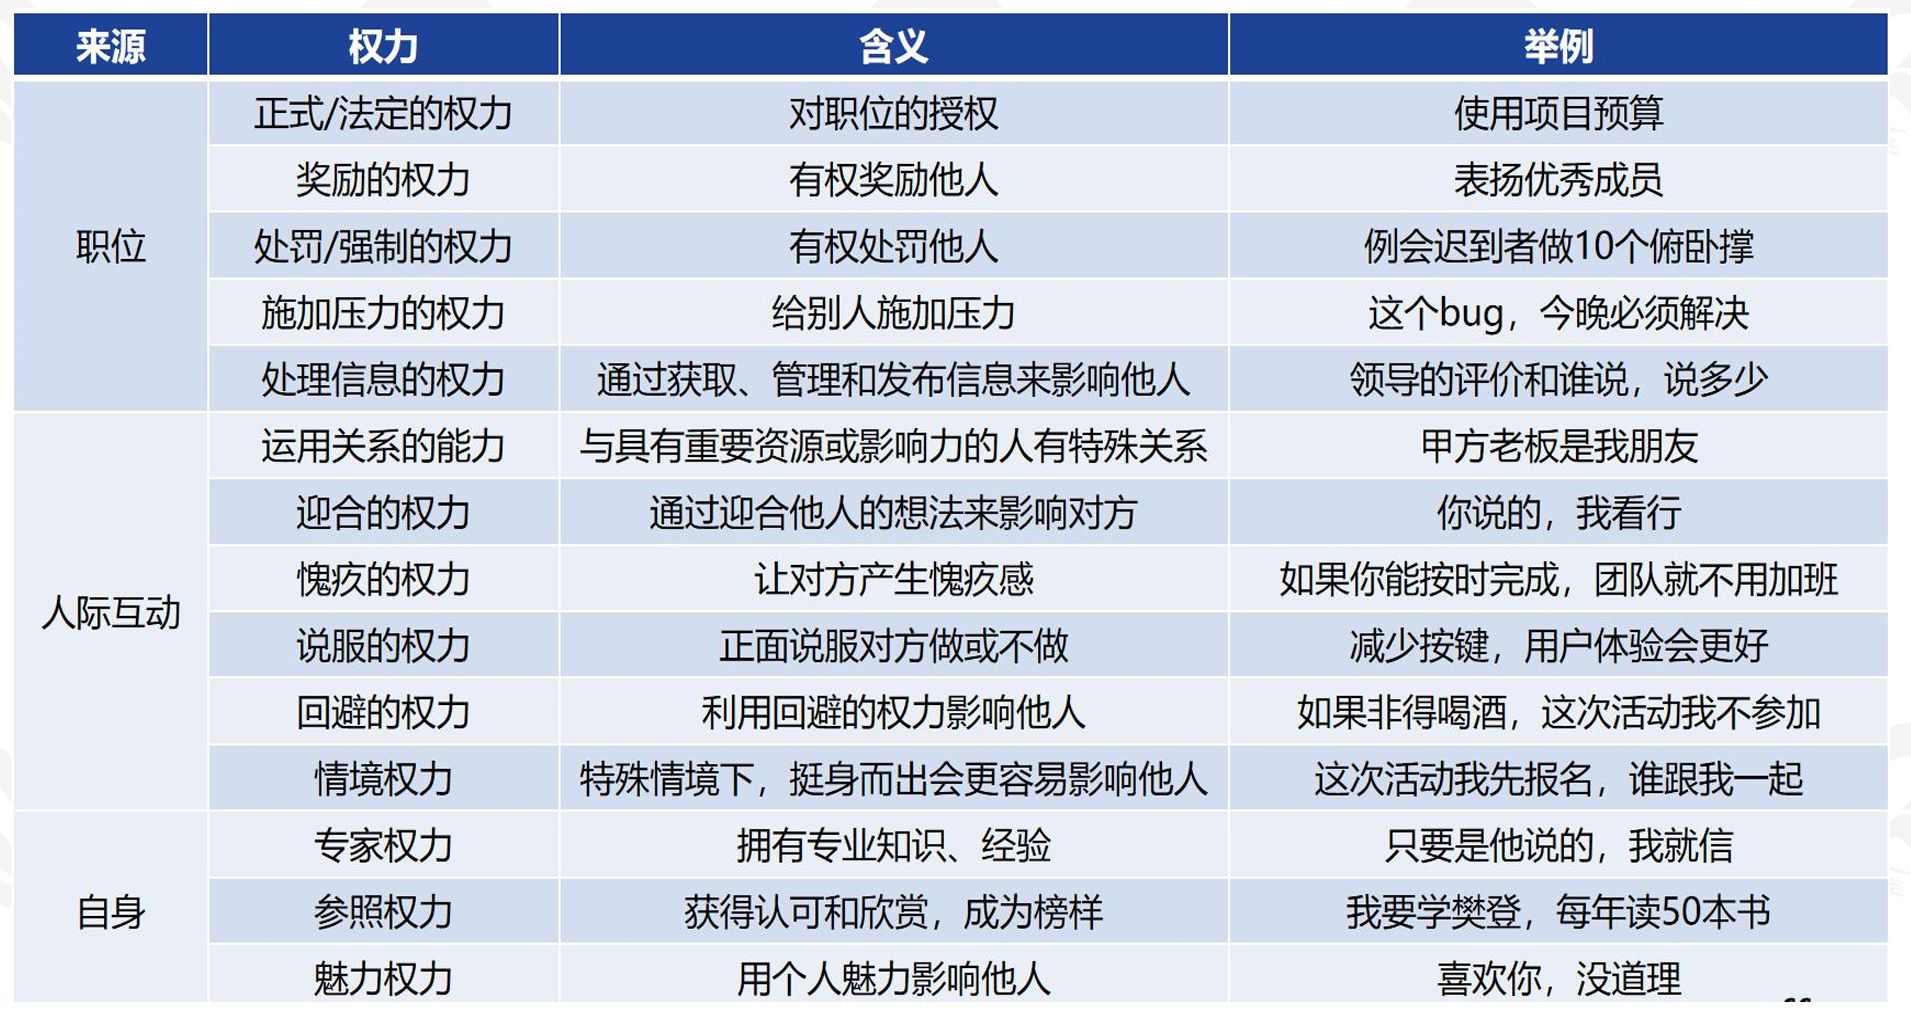 来源 权力 含义 举例
正式/法定的权力 对职位的授权 使用项目预算
奖励的权力 有权奖励他人 表扬优秀成员
职位 处罚/强制的权力 有权处罚他人 例会迟到者做10个俯卧撑
施加压力的权力 给别人施加压力 这个bug，今晚必须解决
处理信息的权力 通过获取、管理和发布信息来影响他人 领导的评价和谁说，说多少
运用关系的能力 与具有重要资源或影响力的人有特殊关系 甲方老板是我朋友
迎合的权力 通过迎合他人的想法来影响对方 你说的，我看行
愧疚的权力 让对方产生愧疚感 如果你能按时完成，团队就不用加班
人际互动 说服的权力 正面说服对方做或不做 减少按键，用户体验会更好
回避的权力 利用回避的权力影响他人 如果非得喝酒，这次活动我不参加
情境权力 特殊情境下，挺身而出会更容易影响他人 这次活动我先报名，谁跟我一起
专家权力 拥有专业知识、经验 只要是他说的，我就信
自身 参照权力 获得认可和欣赏，成为榜样 我要学樊登，每年读50本书
魅力权力 用个人魅力影响他人 喜欢你，没道理